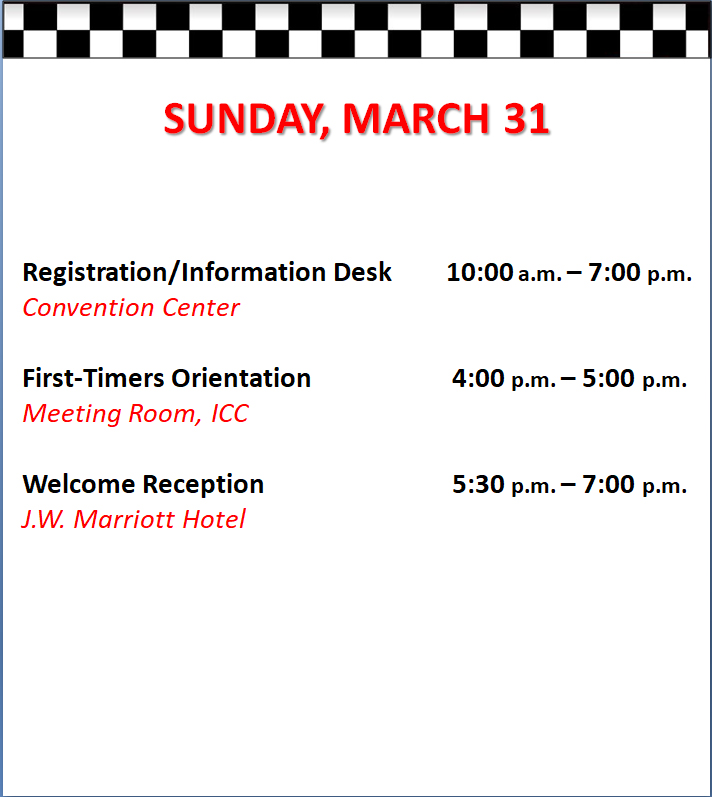 SUNDAY, MARCH 31
Registration/Information Desk 10:00 a.m. – 7:00 p.m.
Convention Center
First-Timers Orientation 4:00 p.m. – 5:00 p.m.
Meeting Room, ICC
Welcome Reception 5:30 p.m. – 7:00 p.m.
J.W. Marriott Hotel